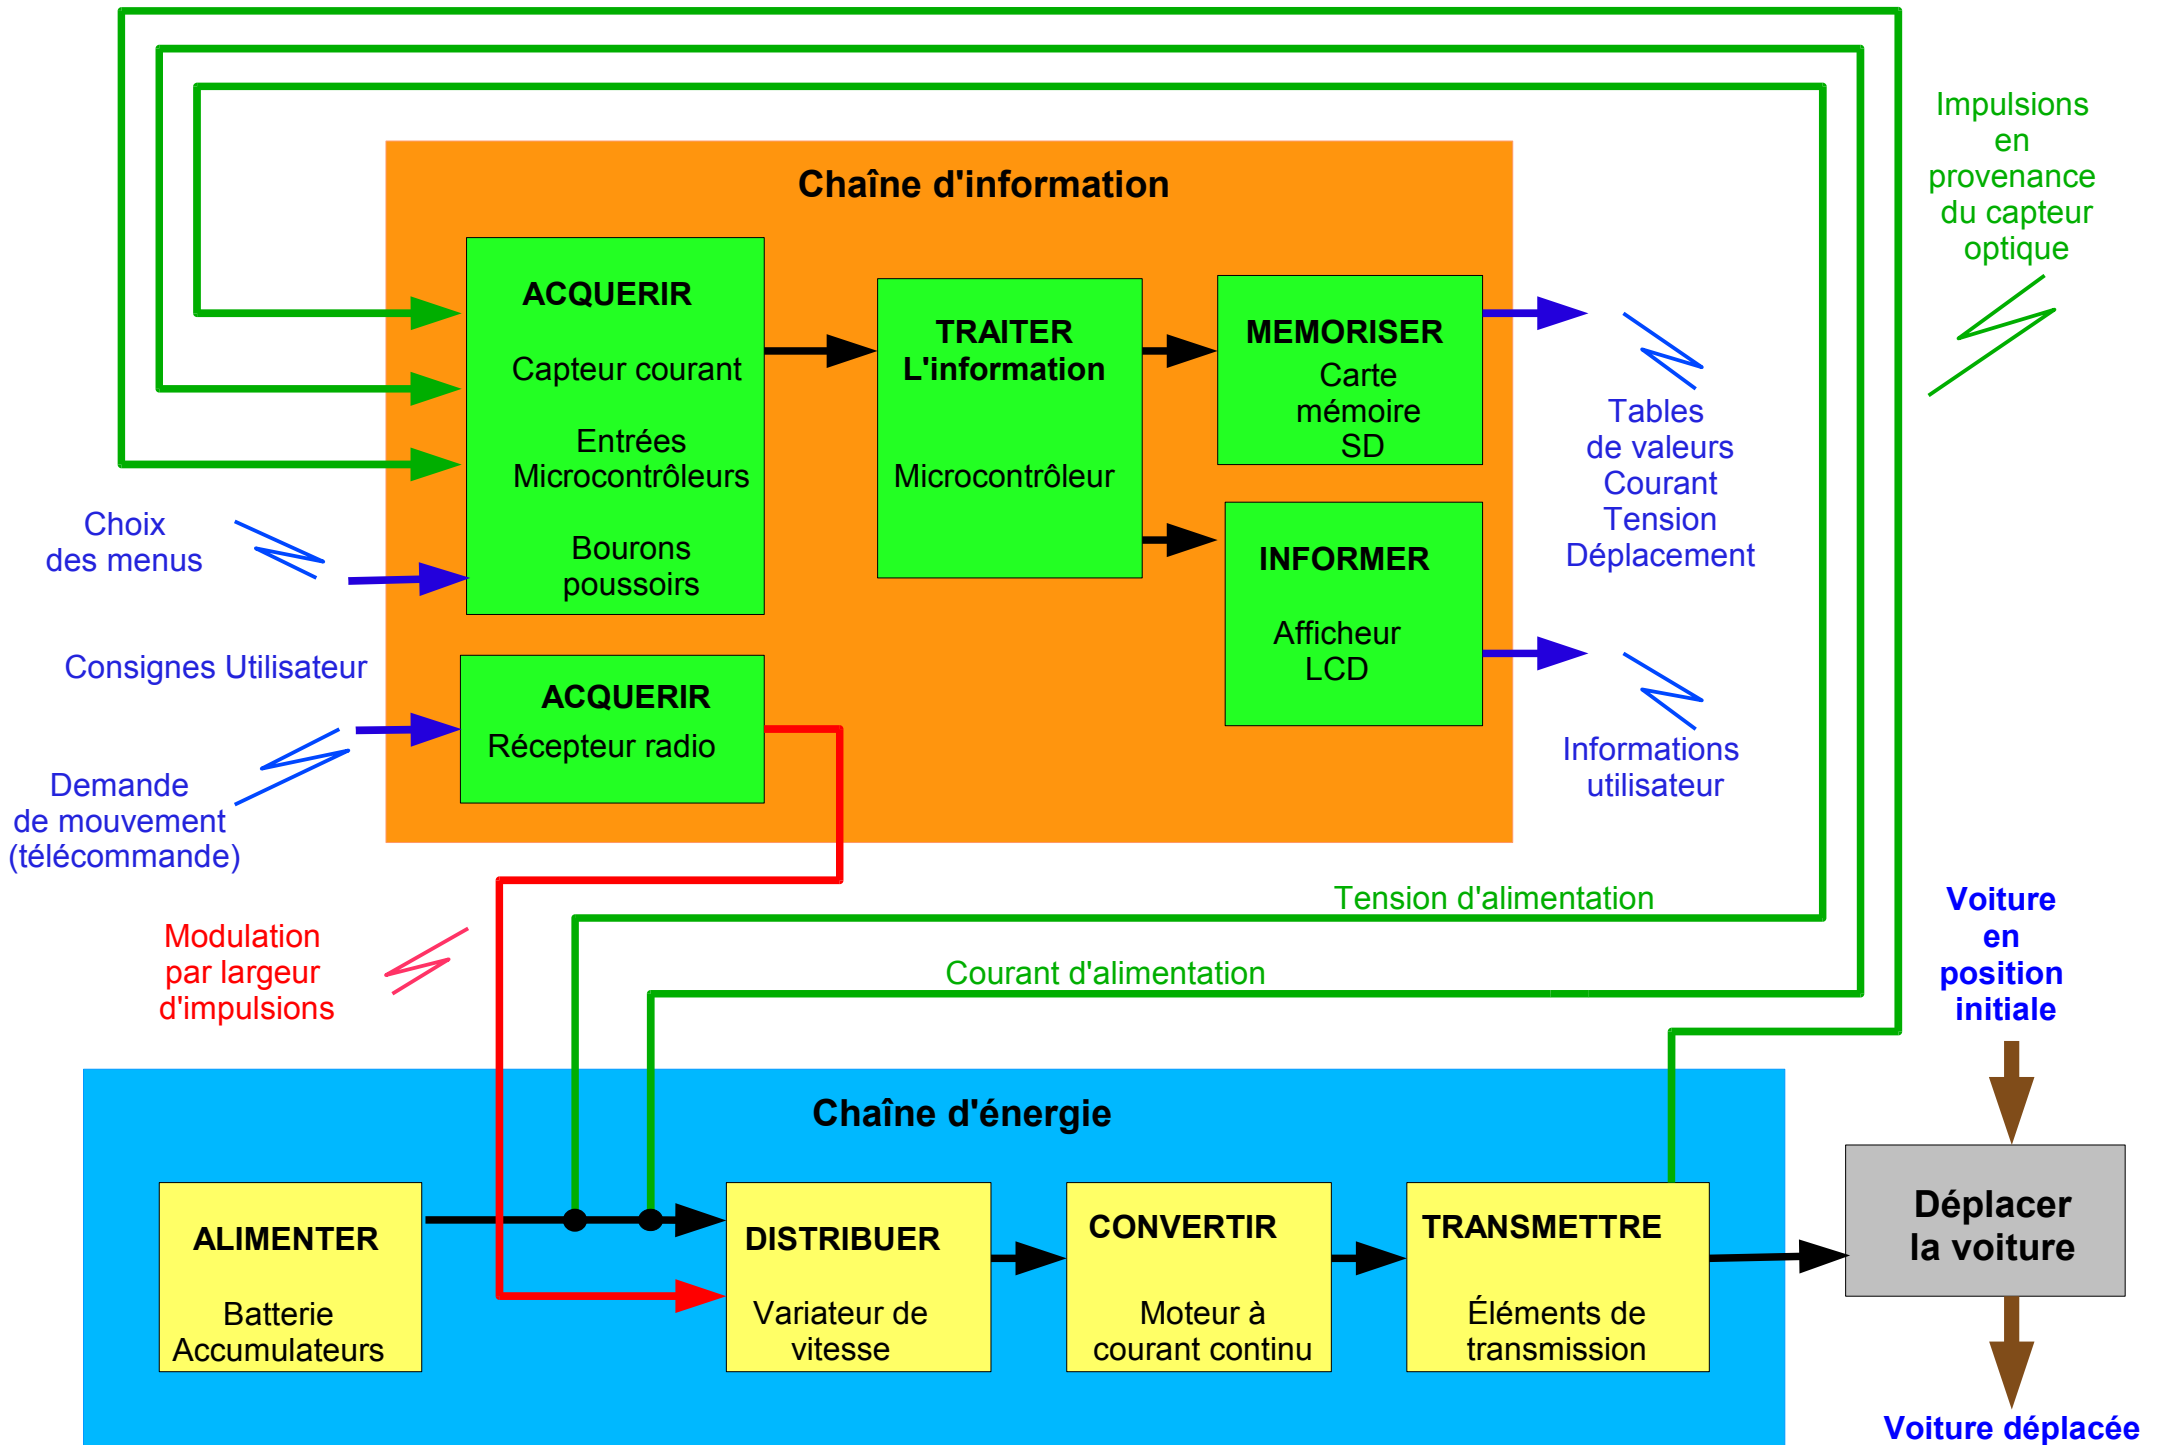 Impulsions
en
provenance
du capteur
optique
Chaîne d'information
ACQUERIR
Capteur courant
Entrées
Microcontrôleurs
Bourons
poussoirs
TRAITER
L'information
Microcontrôleur
MEMORISER
Carte
mémoire
SD
INFORMER
Afficheur
LCD
Tables
de valeurs
Courant
Tension
Déplacement
Choix
des menus
Consignes Utilisateur
ACQUERIR
Récepteur radio
Demande
de mouvement
(télécommande)
Informations
utilisateur
Modulation
par largeur
d'impulsions
Tension d'alimentation
Courant d'alimentation
Voiture
en
position
initiale
Chaîne d'énergie
ALIMENTER
Batterie
Accumulateurs
DISTRIBUER
Variateur de
vitesse
CONVERTIR
Moteur à
courant continu
TRANSMETTRE
Éléments de
transmission
Déplacer
la voiture
Voiture déplacée